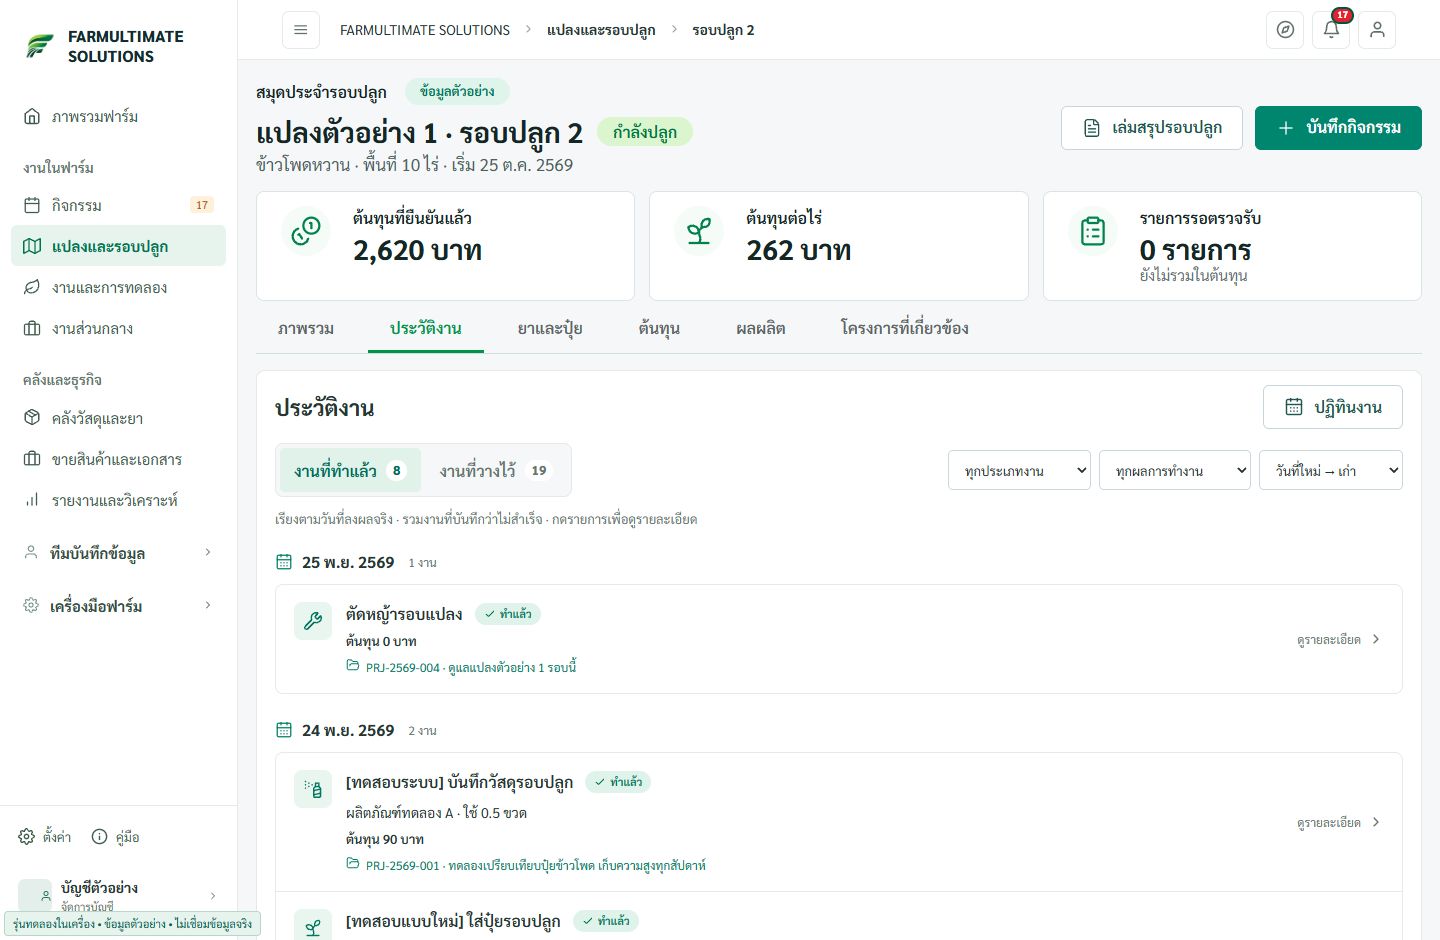 FARMULTIMATE
SOLUTIONS
ภาพรวมฟาร์ม
งานในฟาร์ม
กิจกรรม 17
แปลงและรอบปลูก
งานและการทดลอง
งานส่วนกลาง
คลังและธุรกิจ
คลังวัสดุและยา
ขายสินค้าและเอกสาร
รายงานและวิเคราะห์
ทีมบันทึกข้อมูล
เครื่องมือฟาร์ม
ตั้งค่า คู่มือ
บัญชีตัวอย่าง
จัดการบัญชี
รุ่นทดลองในเครื่อง • ข้อมูลตัวอย่าง • ไม่เชื่อมข้อมูลจริง
FARMULTIMATE SOLUTIONS > แปลงและรอบปลูก > รอบปลูก 2
17
สมุดประจำรอบปลูก ข้อมูลตัวอย่าง
แปลงตัวอย่าง 1 · รอบปลูก 2 กำลังปลูก
ข้าวโพดหวาน · พื้นที่ 10 ไร่ · เริ่ม 25 ต.ค. 2569
เล่มสรุปรอบปลูก
บันทึกกิจกรรม
ต้นทุนที่ยืนยันแล้ว
2,620 บาท
ต้นทุนต่อไร่
262 บาท
รายการรอตรวจรับ
0 รายการ
ยังไม่รวมในต้นทุน
ภาพรวม ประวัติงาน ยาและปุ๋ย ต้นทุน ผลผลิต โครงการที่เกี่ยวข้อง
ประวัติงาน
ปฏิทินงาน
งานที่ทำแล้ว 8 งานที่วางไว้ 19
ทุกประเภทงาน ทุกผลการทำงาน วันที่ใหม่ → เก่า
เรียงตามวันที่ลงผลจริง · รวมงานที่บันทึกว่าไม่สำเร็จ · กดรายการเพื่อดูรายละเอียด
25 พ.ย. 2569 1 งาน
ตัดหญ้ารอบแปลง ทำแล้ว
ต้นทุน 0 บาท
PRJ-2569-004 · ดูแลแปลงตัวอย่าง 1 รอบนี้
ดูรายละเอียด
24 พ.ย. 2569 2 งาน
[ทดสอบระบบ] บันทึกวัสดุรอบปลูก ทำแล้ว
ผลิตภัณฑ์ทดลอง A · ใช้ 0.5 ขวด
ต้นทุน 90 บาท
PRJ-2569-001 · ทดลองเปรียบเทียบปุ๋ยข้าวโพด เก็บความสูงทุกสัปดาห์
ดูรายละเอียด
[ทดสอบแบบใหม่] ใส่ปุ๋ยรอบปลูก ทำแล้ว